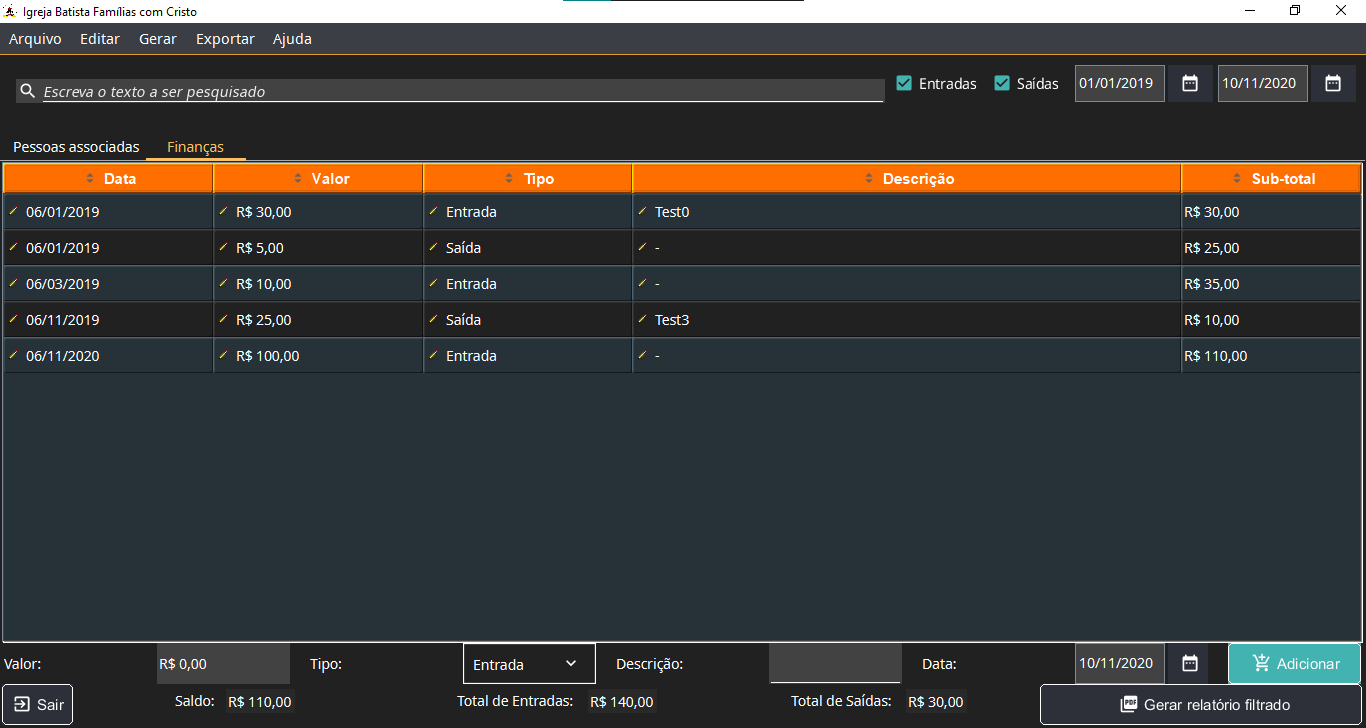 Igreja Batista Famílias com Cristo
Arquivo Editar Gerar Exportar Ajuda
Escreva o texto a ser pesquisado Entradas Saídas 01/01/2019 10/11/2020
Pessoas associadas Finanças
Data Valor Tipo Descrição Sub-total
06/01/2019 R$ 30,00 Entrada Test0 R$ 30,00
06/01/2019 R$ 5,00 Saída - R$ 25,00
06/03/2019 R$ 10,00 Entrada - R$ 35,00
06/11/2019 R$ 25,00 Saída Test3 R$ 10,00
06/11/2020 R$ 100,00 Entrada - R$ 110,00
Valor: R$ 0,00 Tipo: Entrada Descrição: Data: 10/11/2020 Adicionar
Sair Saldo: R$ 110,00 Total de Entradas: R$ 140,00 Total de Saídas: R$ 30,00 PDF Gerar relatório filtrado